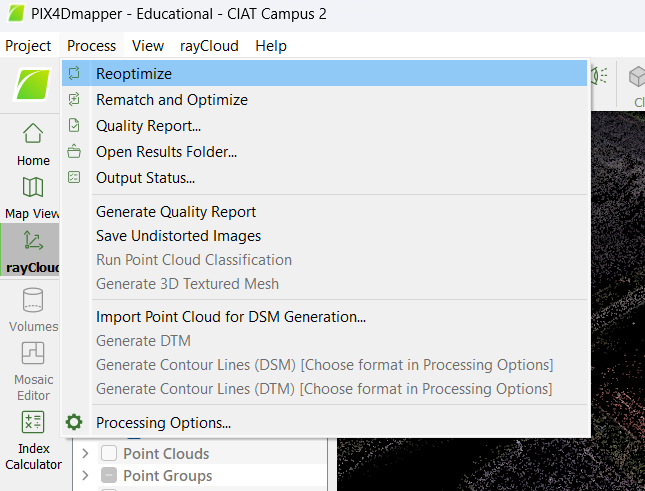 PIX4Dmapper - Educational - CIAT Campus 2
Project Process View rayCloud Help
Reoptimize
Rematch and Optimize
Quality Report...
Open Results Folder...
Output Status...
Generate Quality Report
Save Undistorted Images
Run Point Cloud Classification
Generate 3D Textured Mesh
Import Point Cloud for DSM Generation...
Generate DTM
Generate Contour Lines (DSM) [Choose format in Processing Options]
Generate Contour Lines (DTM) [Choose format in Processing Options]
Processing Options...
Home
Map View
rayCloud
Volumes
Mosaic
Editor
Index
Calculator
Point Clouds
Point Groups